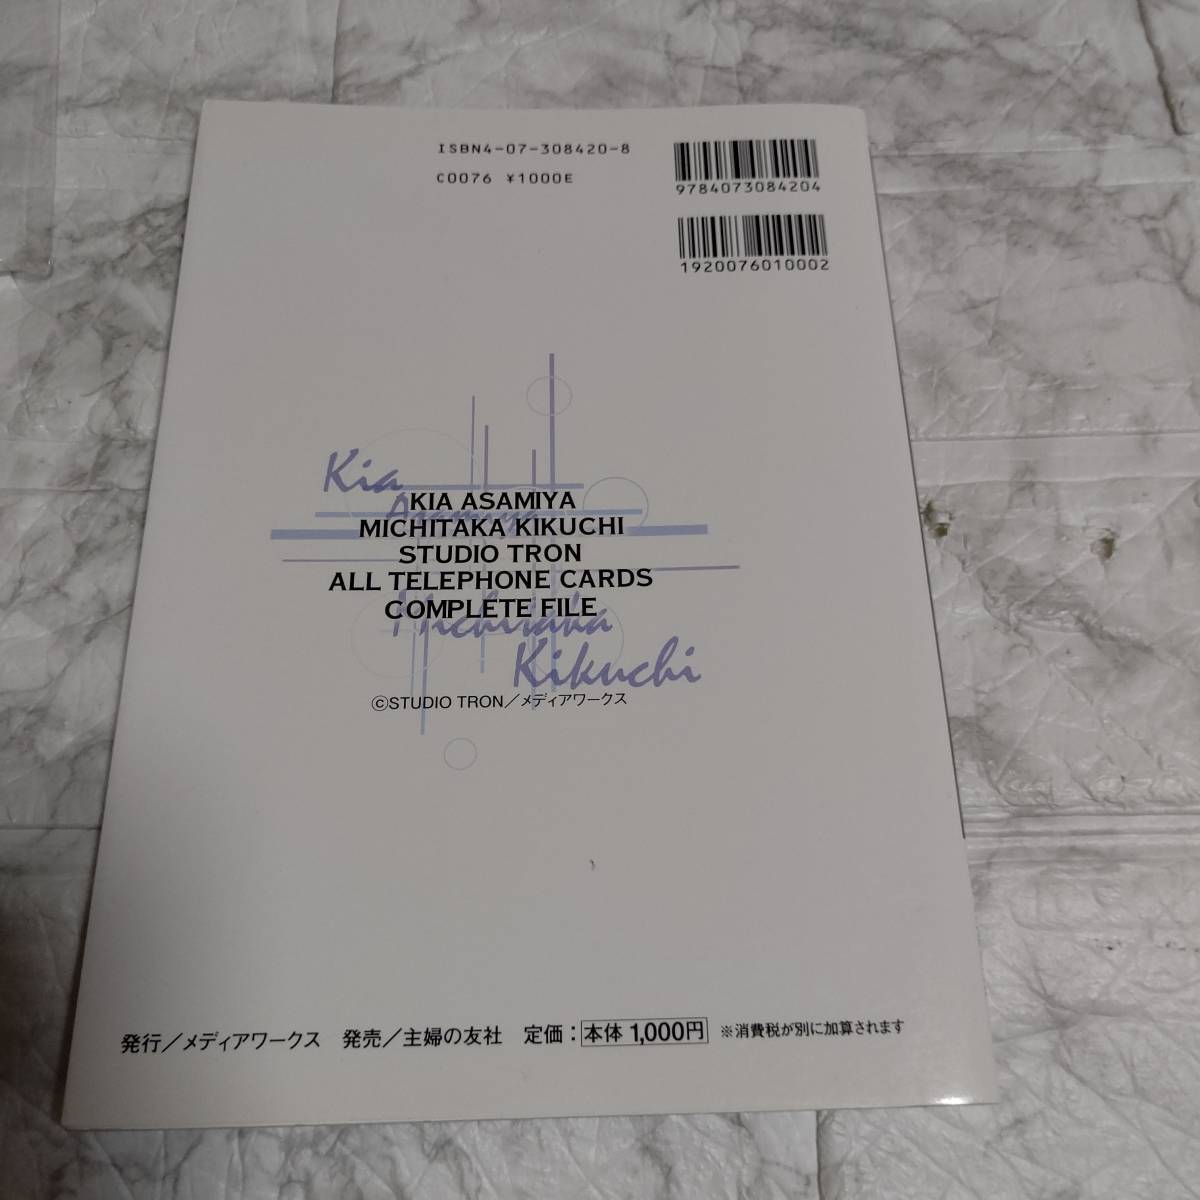 ISBN4-07-308420-8
C0076 ¥1000E
9784073084204
1920076010002
Kia
Asamiya
KIA ASAMIYA
MICHITAKA KIKUCHI
STUDIO TRON
ALL TELEPHONE CARDS
COMPLETE FILE
Michitaka
Kikuchi
©STUDIO TRON／メディアワークス
発行／メディアワークス　発売／主婦の友社　定価：本体 1,000円　※消費税が別に加算されます